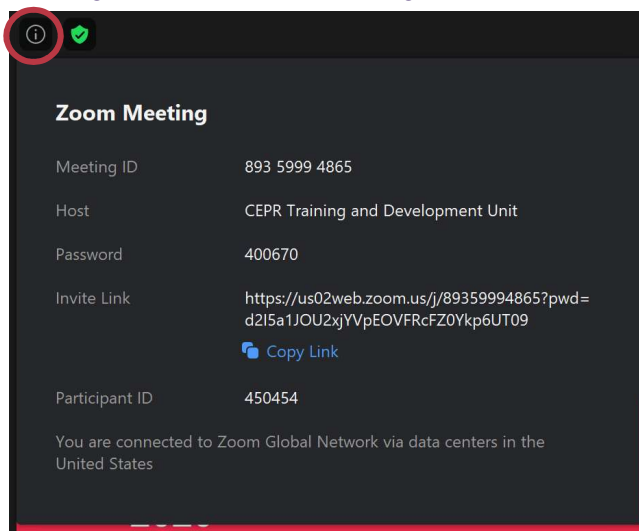 Zoom Meeting
Meeting ID 893 5999 4865
Host CEPR Training and Development Unit
Password 400670
Invite Link https://us02web.zoom.us/j/89359994865?pwd=
d2I5a1JOU2xjYVpEOVFRcFZ0Ykp6UT09
Copy Link
Participant ID 450454
You are connected to Zoom Global Network via data centers in the
United States